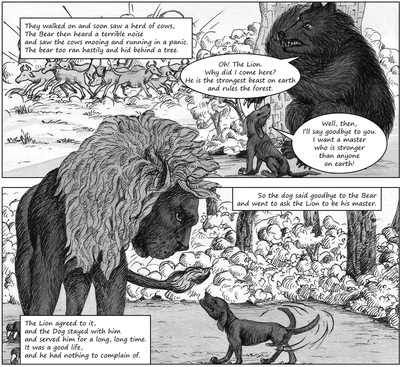 They walked on and soon saw a herd of cows,
The Bear then heard a terrible noise
and saw the cows mooing and running in a panic.
The bear too ran hastily and hid behind a tree.
Oh! The Lion.
Why did I come here?
He is the strongest beast on earth
and rules the forest.
Well, then,
I'll say goodbye to you.
I want a master
who is stronger
than anyone
on earth!
So the dog said goodbye to the Bear
and went to ask the Lion to be his master.
The Lion agreed to it,
and the Dog stayed with him
and served him for a long, long time.
It was a good life,
and he had nothing to complain of.